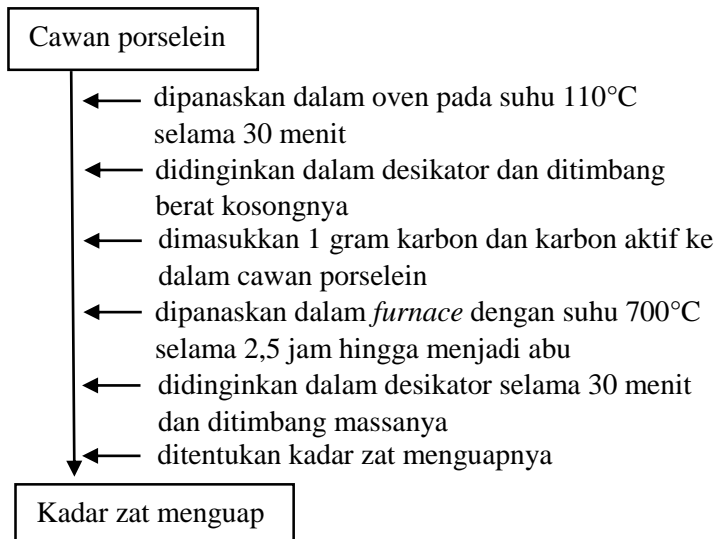 Cawan porselein
dipanaskan dalam oven pada suhu 110°C
selama 30 menit
didinginkan dalam desikator dan ditimbang
berat kosongnya
dimasukkan 1 gram karbon dan karbon aktif ke
dalam cawan porselein
dipanaskan dalam furnace dengan suhu 700°C
selama 2,5 jam hingga menjadi abu
didinginkan dalam desikator selama 30 menit
dan ditimbang massanya
ditentukan kadar zat menguapnya
Kadar zat menguap